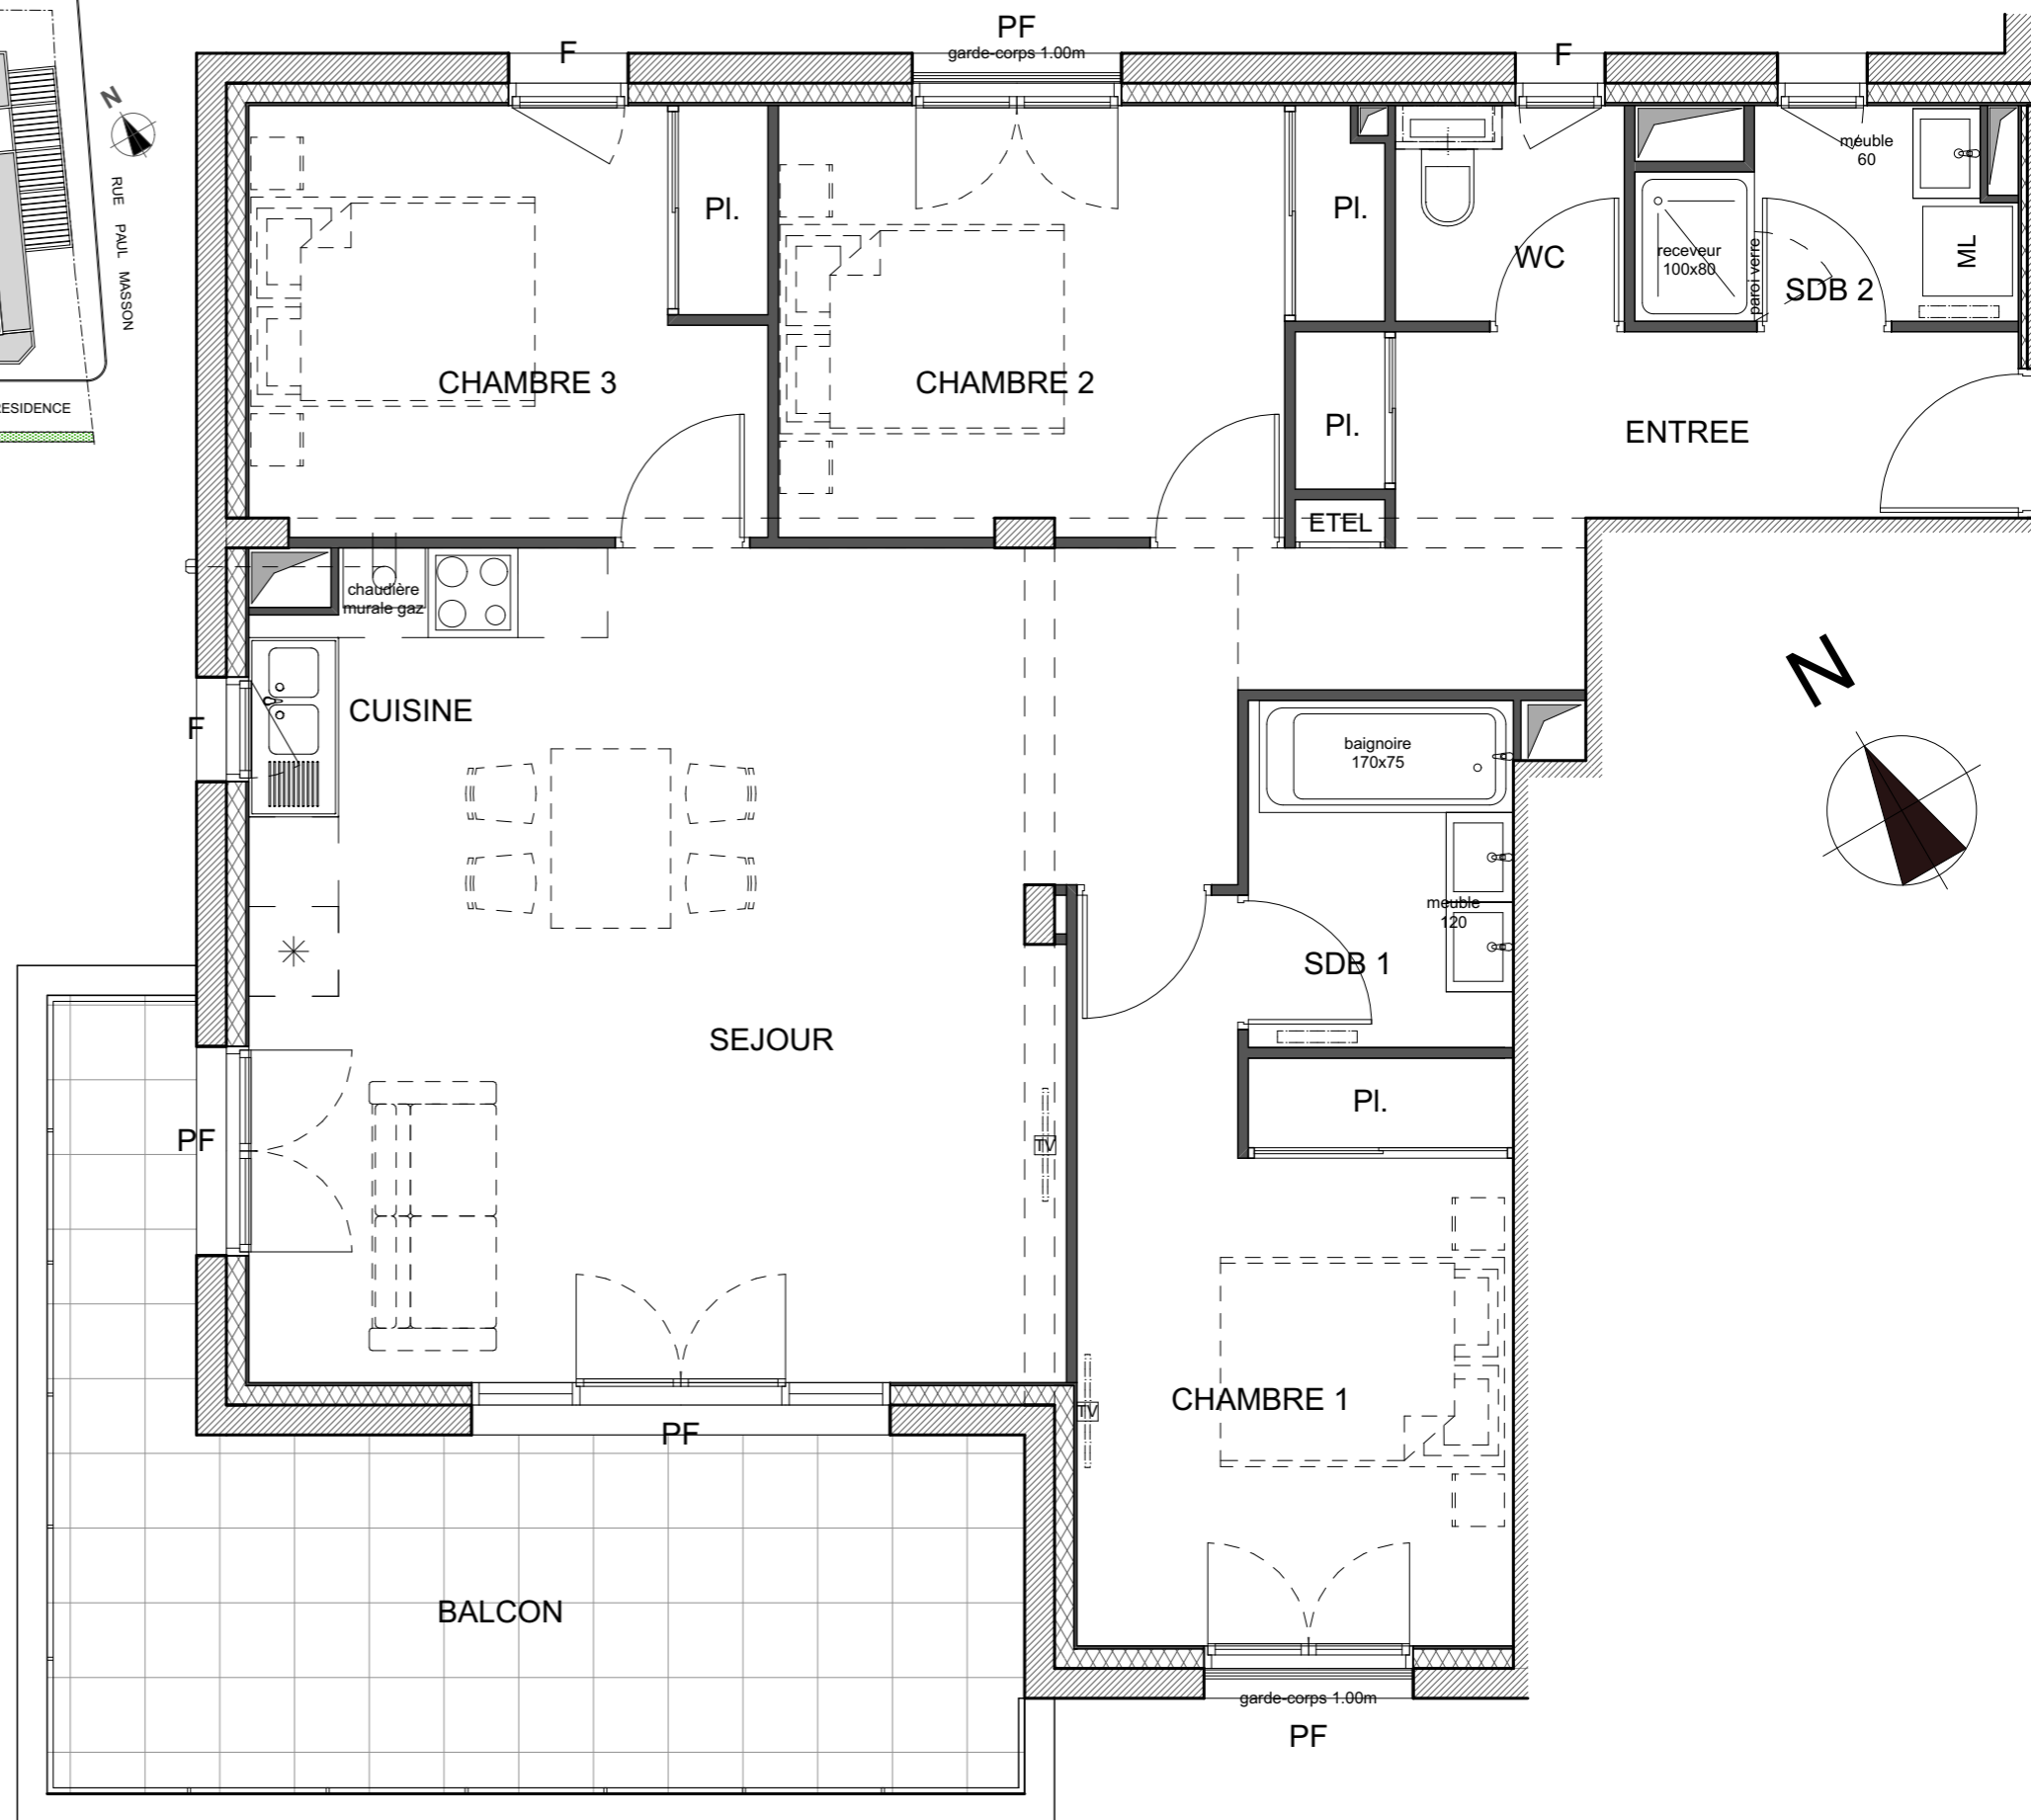 PF
garde-corps 1.00m
F
F
N
RUE PAUL MASSON
RESIDENCE
Pl.
Pl.
WC
meuble
60
receveur
100x80
paroi verre
SDB 2
ML
CHAMBRE 3
CHAMBRE 2
Pl.
ENTREE
ETEL
chaudière
murale gaz
N
CUISINE
F
baignoire
170x75
meuble
120
SDB 1
SEJOUR
Pl.
PF
TV
CHAMBRE 1
TV
PF
BALCON
garde-corps 1.00m
PF